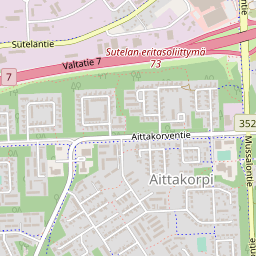 Sutelan eritasoliittymä
73
Sutelantie
Valtatie 7
7
352
Aittakorventie
Mussalontie
Aittakorpi